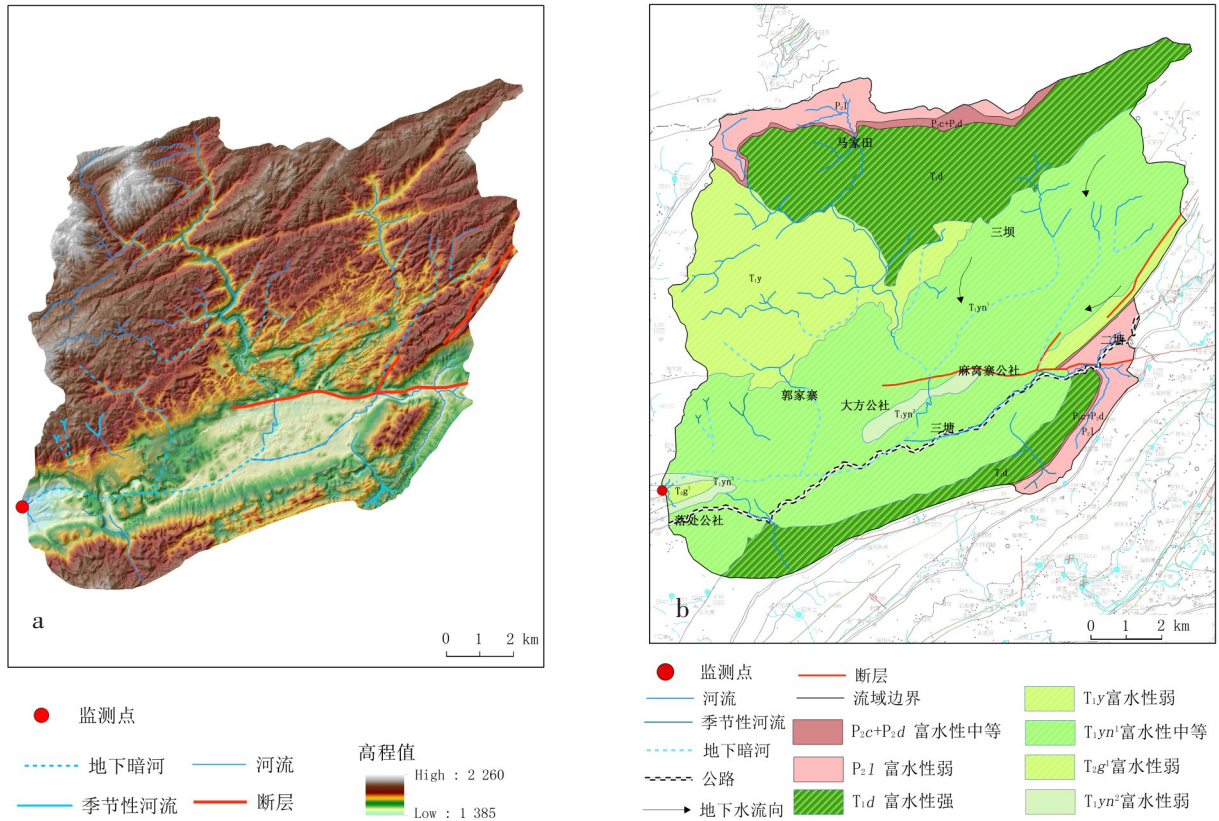 a
0 1 2 km
监测点
地下暗河
河流
季节性河流
断层
高程值
High : 2 260
Low : 1 385
P₂l
P₂c+P₂d
马家田
T₁d
三坝
T₁y
T₁yn¹
二塘
麻窝寨公社
郭家寨
大方公社
T₁yn²
三塘
P₂c+P₂d
P₂l
T₁d
T₁yn²
T₂g¹
落处公社
b
0 1 2 km
监测点
河流
季节性河流
地下暗河
公路
地下水流向
断层
流域边界
P₂c+P₂d 富水性中等
P₂l 富水性弱
T₁d 富水性强
T₁y富水性弱
T₁yn¹富水性中等
T₂g¹富水性弱
T₁yn²富水性弱